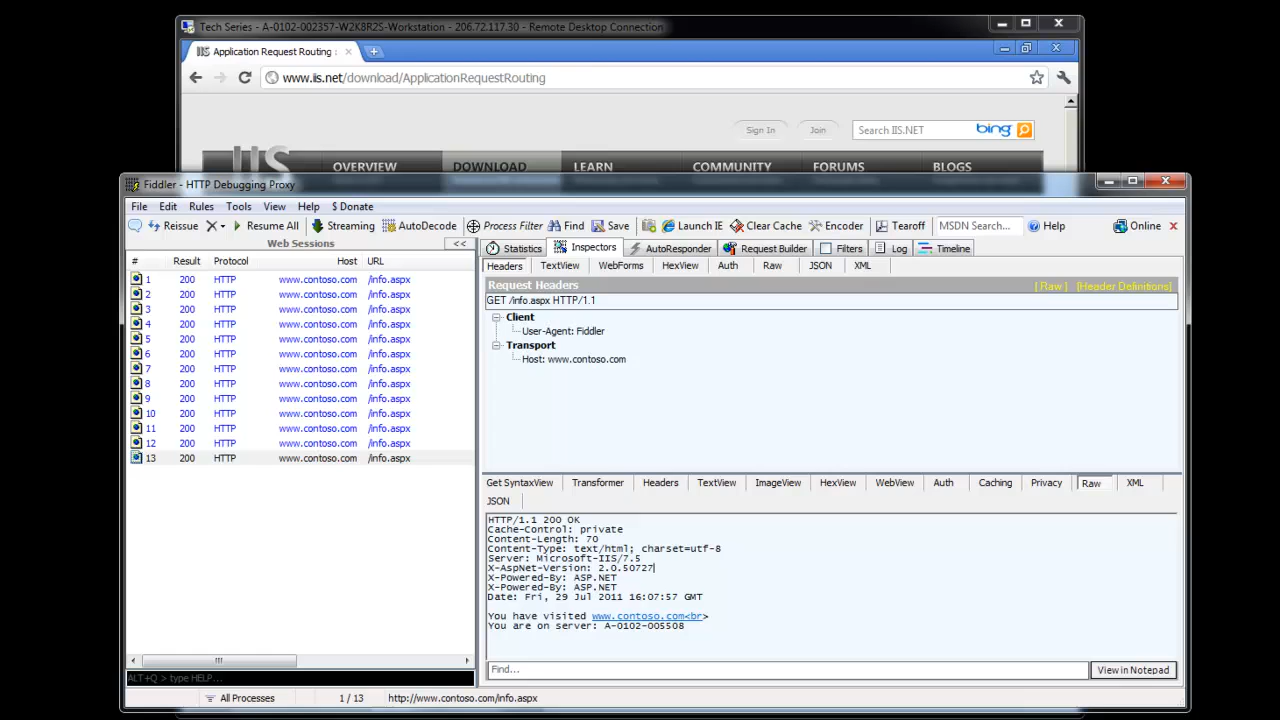 Tech Series - A-0102-002357-W2K8R2S-Workstation - 206.72.117.30 - Remote Desktop Connection
IIS Application Request Routing :
www.iis.net/download/ApplicationRequestRouting
Sign In Join Search IIS.NET bing
IIS OVERVIEW DOWNLOAD LEARN COMMUNITY FORUMS BLOGS
Fiddler - HTTP Debugging Proxy
File Edit Rules Tools View Help $ Donate
Reissue Resume All Streaming AutoDecode Process Filter Find Save Launch IE Clear Cache Encoder Tearoff MSDN Search... Help Online
Web Sessions <<
# Result Protocol Host URL
1 200 HTTP www.contoso.com /info.aspx
2 200 HTTP www.contoso.com /info.aspx
3 200 HTTP www.contoso.com /info.aspx
4 200 HTTP www.contoso.com /info.aspx
5 200 HTTP www.contoso.com /info.aspx
6 200 HTTP www.contoso.com /info.aspx
7 200 HTTP www.contoso.com /info.aspx
8 200 HTTP www.contoso.com /info.aspx
9 200 HTTP www.contoso.com /info.aspx
10 200 HTTP www.contoso.com /info.aspx
11 200 HTTP www.contoso.com /info.aspx
12 200 HTTP www.contoso.com /info.aspx
13 200 HTTP www.contoso.com /info.aspx
ALT+Q > type HELP...
Statistics Inspectors AutoResponder Request Builder Filters Log Timeline
Headers TextView WebForms HexView Auth Raw JSON XML
Request Headers [ Raw ] [Header Definitions]
GET /info.aspx HTTP/1.1
Client
User-Agent: Fiddler
Transport
Host: www.contoso.com
Get SyntaxView Transformer Headers TextView ImageView HexView WebView Auth Caching Privacy Raw XML
JSON
HTTP/1.1 200 OK
Cache-Control: private
Content-Length: 70
Content-Type: text/html; charset=utf-8
Server: Microsoft-IIS/7.5
X-AspNet-Version: 2.0.50727
X-Powered-By: ASP.NET
X-Powered-By: ASP.NET
Date: Fri, 29 Jul 2011 16:07:57 GMT
You have visited www.contoso.com<br>
You are on server: A-0102-005508
Find... View in Notepad
All Processes 1 / 13 http://www.contoso.com/info.aspx